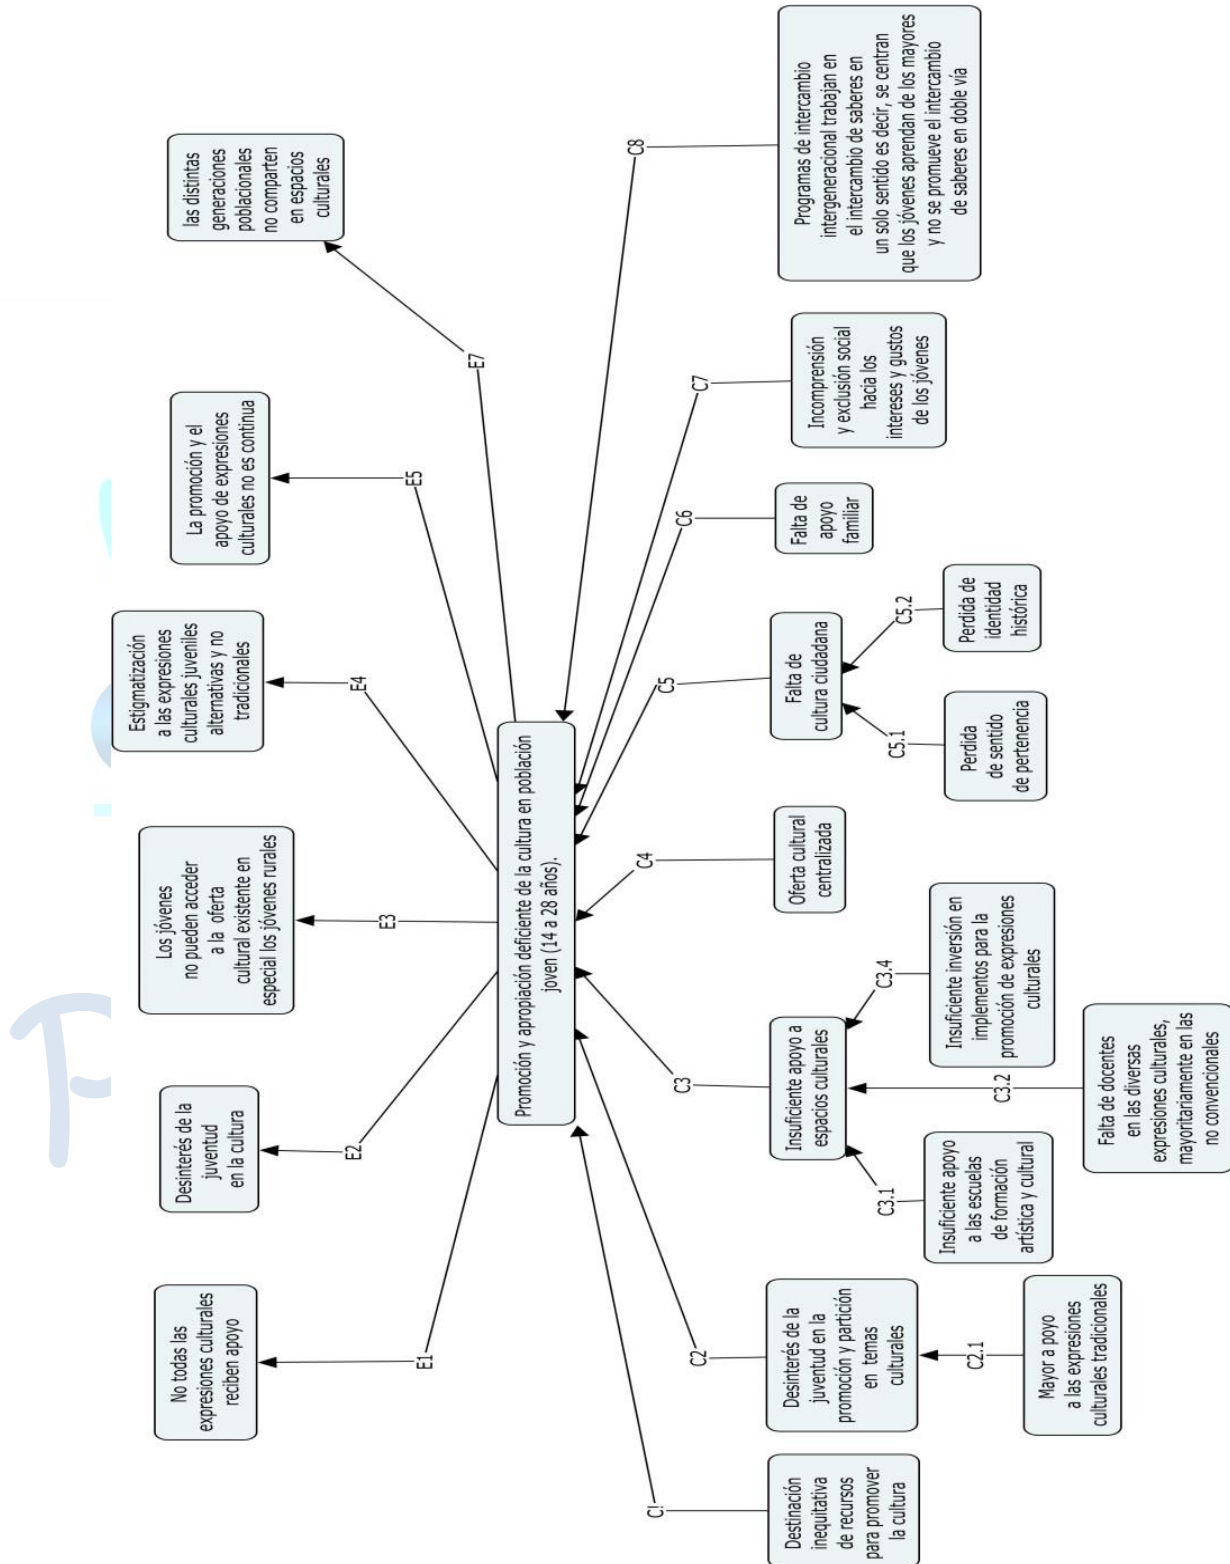 No todas las
expresiones culturales
reciben apoyo
Desinterés de la
juventud
en la cultura
Los jóvenes
no pueden acceder
a la oferta
cultural existente en
especial los jóvenes rurales
Estigmatización
a las expresiones
culturales juveniles
alternativas y no
tradicionales
La promoción y el
apoyo de expresiones
culturales no es continua
las distintas
generaciones
poblacionales
no comparten
en espacios
culturales
E1
E2
E3
E4
E5
E7
Promoción y apropiación deficiente de la cultura en población
joven (14 a 28 años).
C!
C2
C3
C4
C5
C6
C7
C8
Destinación
inequitativa
de recursos
para promover
la cultura
Desinterés de la
juventud en la
promoción y partición
en temas
culturales
Insuficiente apoyo a
espacios culturales
Oferta cultural
centralizada
Falta de
cultura ciudadana
Falta de
apoyo
familiar
Incomprensión
y exclusión social
hacia los
intereses y gustos
de los jóvenes
Programas de intercambio
intergeneracional trabajan en
el intercambio de saberes en
un solo sentido es decir, se centran
que los jóvenes aprendan de los mayores
y no se promueve el intercambio
de saberes en doble vía
C2.1
C3.1
C3.2
C3.4
C5.1
C5.2
Mayor a poyo
a las expresiones
culturales tradicionales
Insuficiente apoyo
a las escuelas
de formación
artística y cultural
Falta de docentes
en las diversas
expresiones culturales,
mayoritariamente en las
no convencionales
Insuficiente inversión en
implementos para la
promoción de expresiones
culturales
Perdida
de sentido
de pertenencia
Perdida de
identidad
histórica